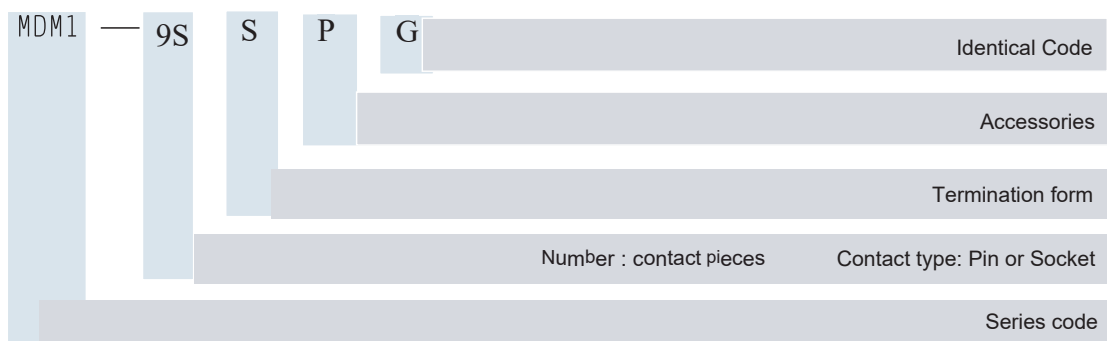 MDM1 — 9S S P G
Identical Code
Accessories
Termination form
Number : contact pieces Contact type: Pin or Socket
Series code